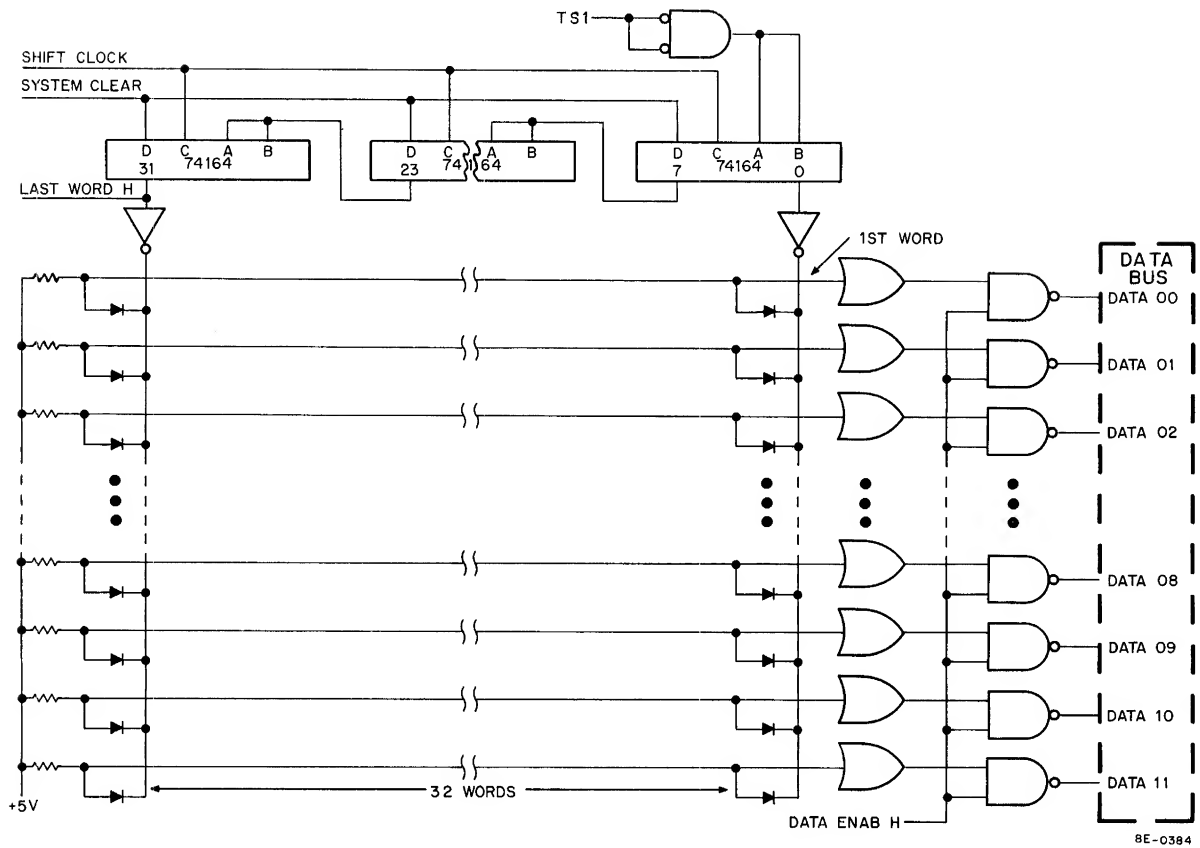 TS1
SHIFT CLOCK
SYSTEM CLEAR
D C A B
74164
31
D C A B
74164
23
D C A B
74164
7 0
LAST WORD H
1ST WORD
DATA
BUS
DATA 00
DATA 01
DATA 02
DATA 08
DATA 09
DATA 10
DATA 11
32 WORDS
+5V
DATA ENAB H
8E-0384